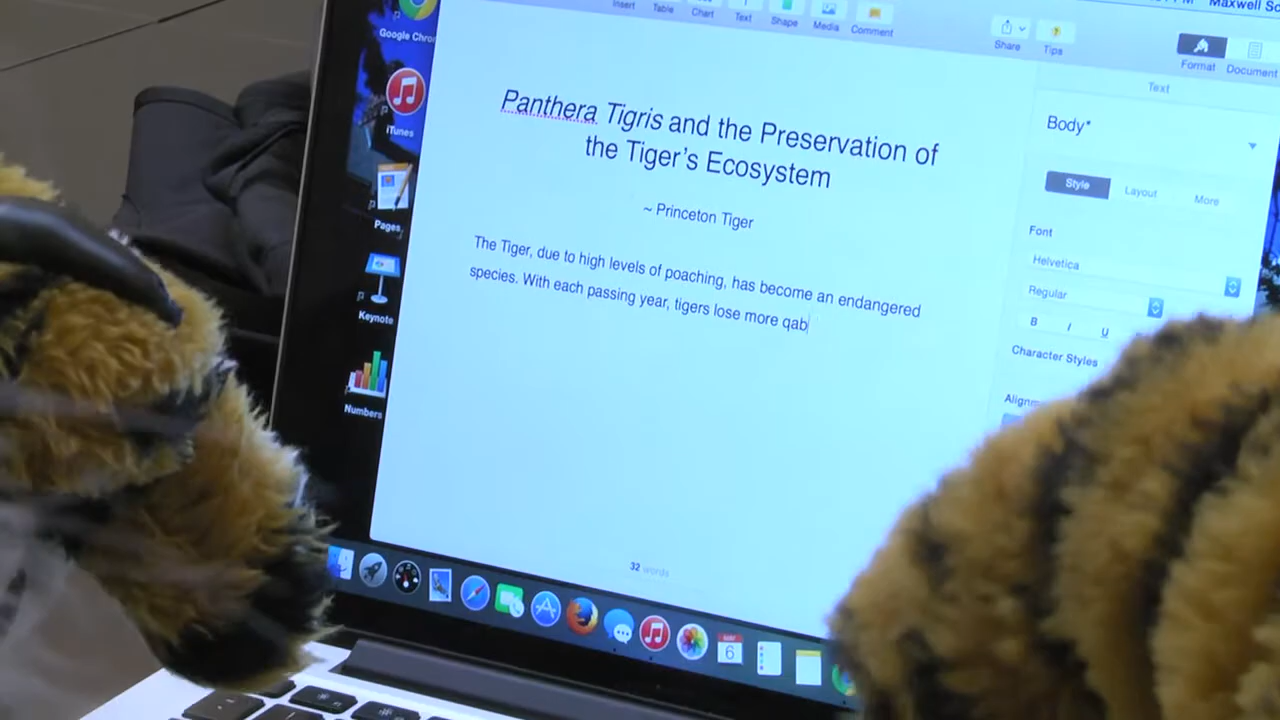 Maxwell
Insert Table Chart Text Shape Media Comment Share Tips Format Document
Google Chro
iTunes
Pages
Keynote
Numbers
Panthera Tigris and the Preservation of
the Tiger's Ecosystem
~ Princeton Tiger
The Tiger, due to high levels of poaching, has become an endangered
species. With each passing year, tigers lose more qab
32 words
Text
Body*
Style Layout More
Font
Helvetica
Regular
B I U
Character Styles
Alignm
6